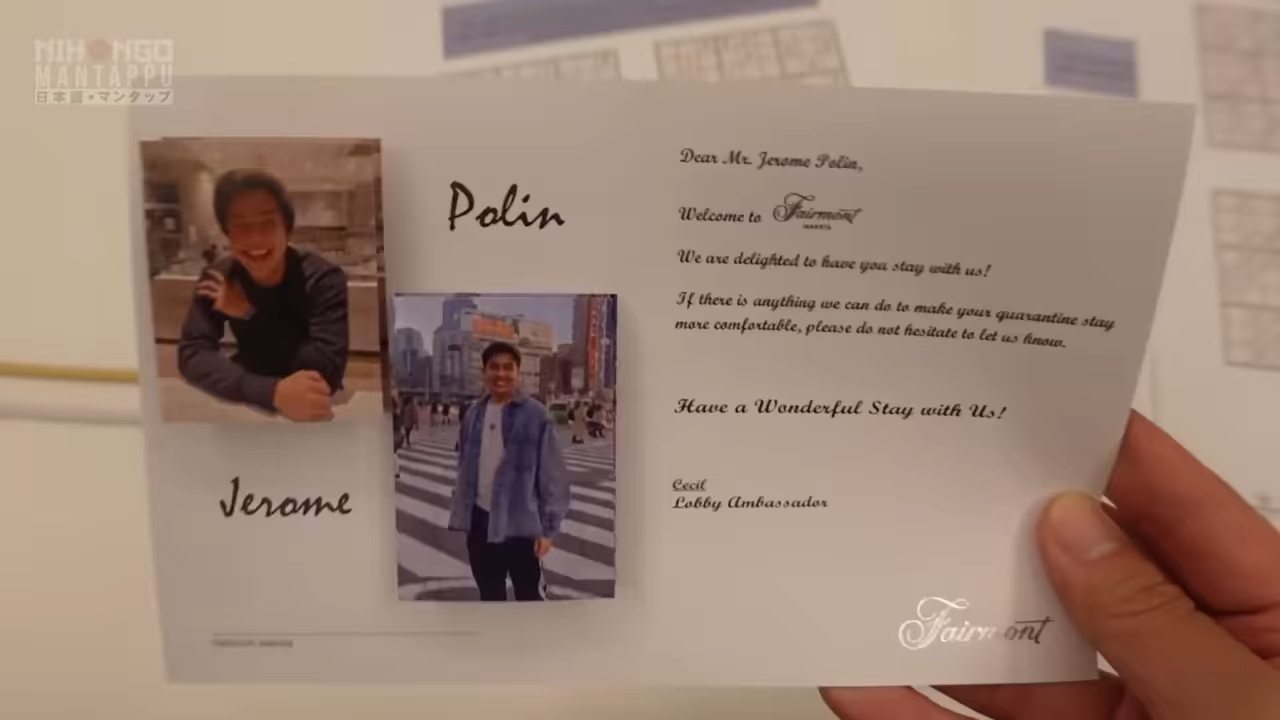 NIHONGO
MANTAPPU
日本語・マンタップ
Polin
Jerome
Dear Mr. Jerome Polin,
Welcome to Fairmont
JAKARTA
We are delighted to have you stay with us!
If there is anything we can do to make your quarantine stay
more comfortable, please do not hesitate to let us know.
Have a Wonderful Stay with Us!
Cecil
Lobby Ambassador
Fairmont